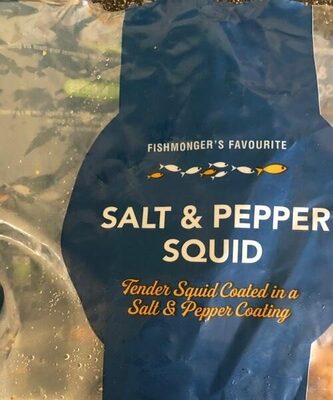 FISHMONGER'S FAVOURITE
SALT & PEPPER
SQUID
Tender Squid Coated in a
Salt & Pepper Coating